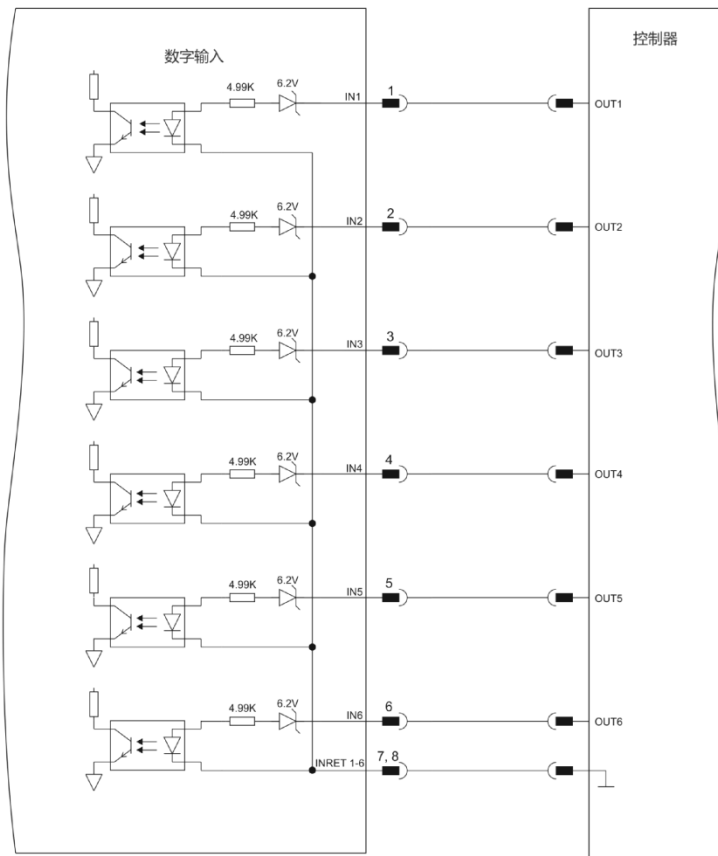 数字输入
控制器
4.99K
6.2V
IN1
1
OUT1
4.99K
6.2V
IN2
2
OUT2
4.99K
6.2V
IN3
3
OUT3
4.99K
6.2V
IN4
4
OUT4
4.99K
6.2V
IN5
5
OUT5
4.99K
6.2V
IN6
6
OUT6
INRET 1-6
7, 8